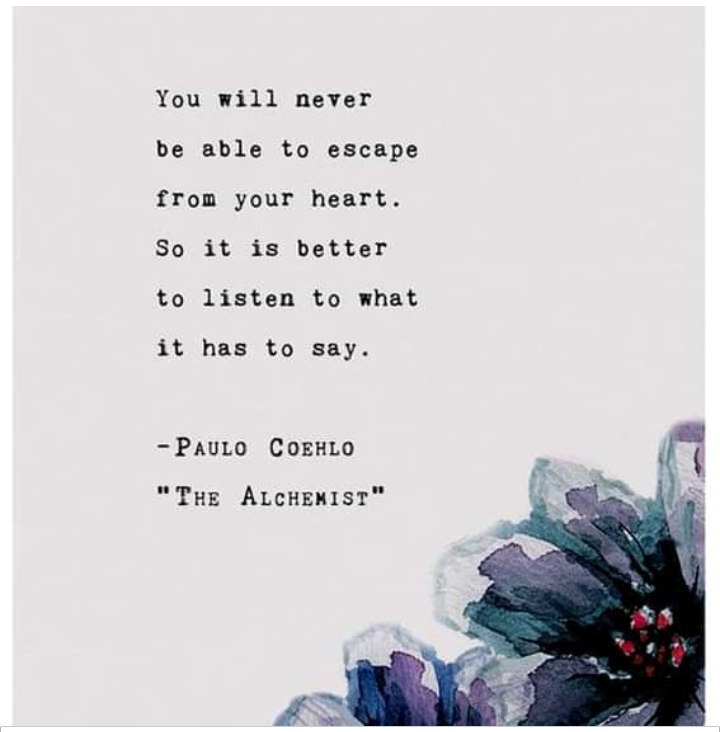 You will never
be able to escape
from your heart.
So it is better
to listen to what
it has to say.
-PAULO COEHLO
"THE ALCHEMIST"